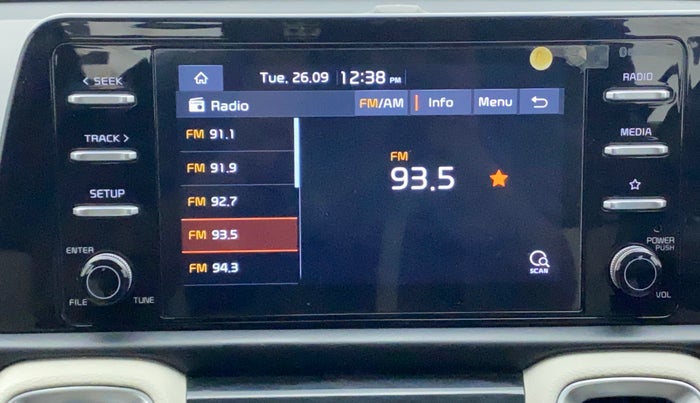 < SEEK
TRACK >
SETUP
ENTER
FILE
TUNE
Tue, 26.09 12:38 PM
Radio
FM/AM
Info
Menu
FM 91.1
FM 91.9
FM 92.7
FM 93.5
FM 94.3
FM
93.5
SCAN
RADIO
MEDIA
POWER
PUSH
VOL